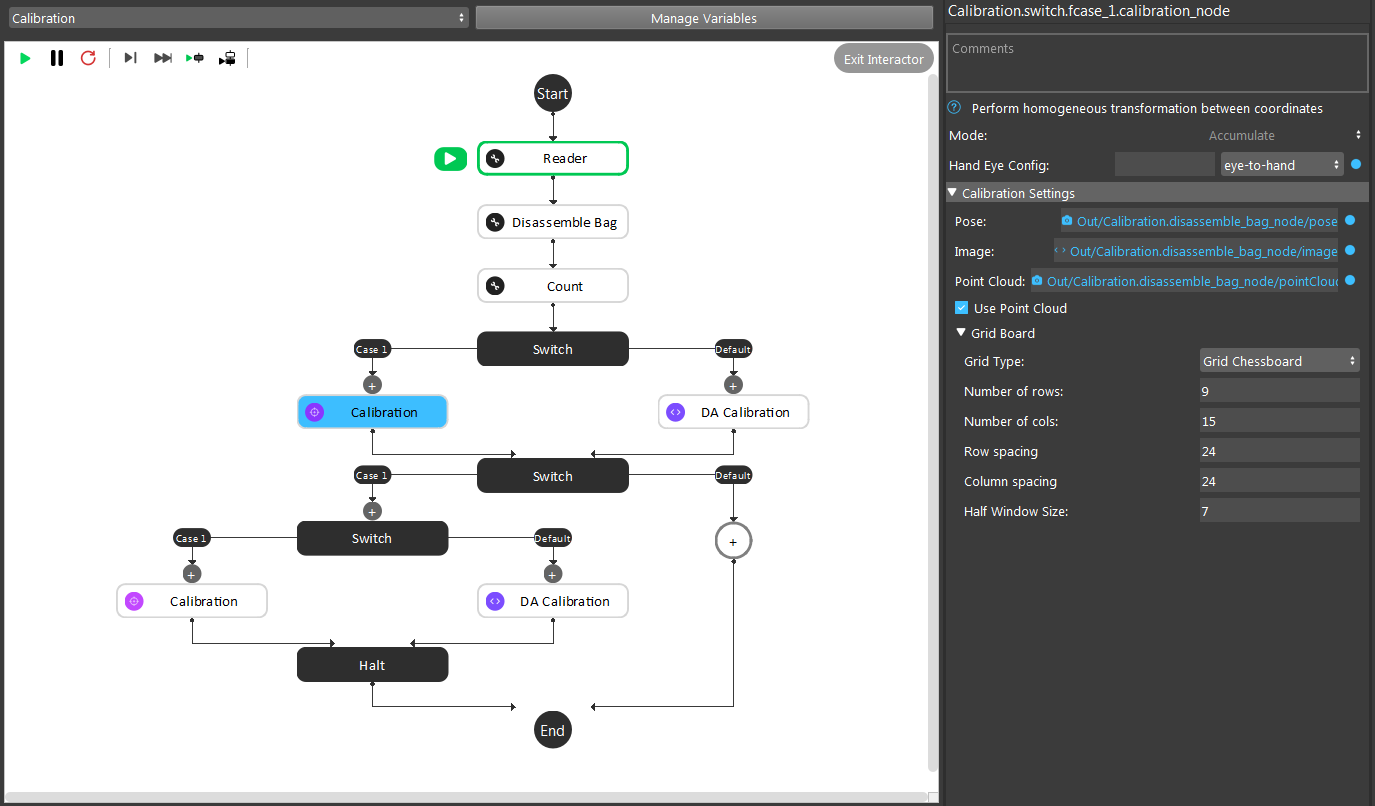 Calibration
Manage Variables
Exit Interactor
Start
Reader
Disassemble Bag
Count
Switch
Case 1
Default
+
+
Calibration
DA Calibration
Switch
Case 1
Default
+
Switch
+
Case 1
Default
+
+
Calibration
DA Calibration
Halt
End
Calibration.switch.fcase_1.calibration_node
Comments
? Perform homogeneous transformation between coordinates
Mode: Accumulate
Hand Eye Config: eye-to-hand
Calibration Settings
Pose: Out/Calibration.disassemble_bag_node/pose
Image: Out/Calibration.disassemble_bag_node/image
Point Cloud: Out/Calibration.disassemble_bag_node/pointClou
Use Point Cloud
Grid Board
Grid Type: Grid Chessboard
Number of rows: 9
Number of cols: 15
Row spacing 24
Column spacing 24
Half Window Size: 7